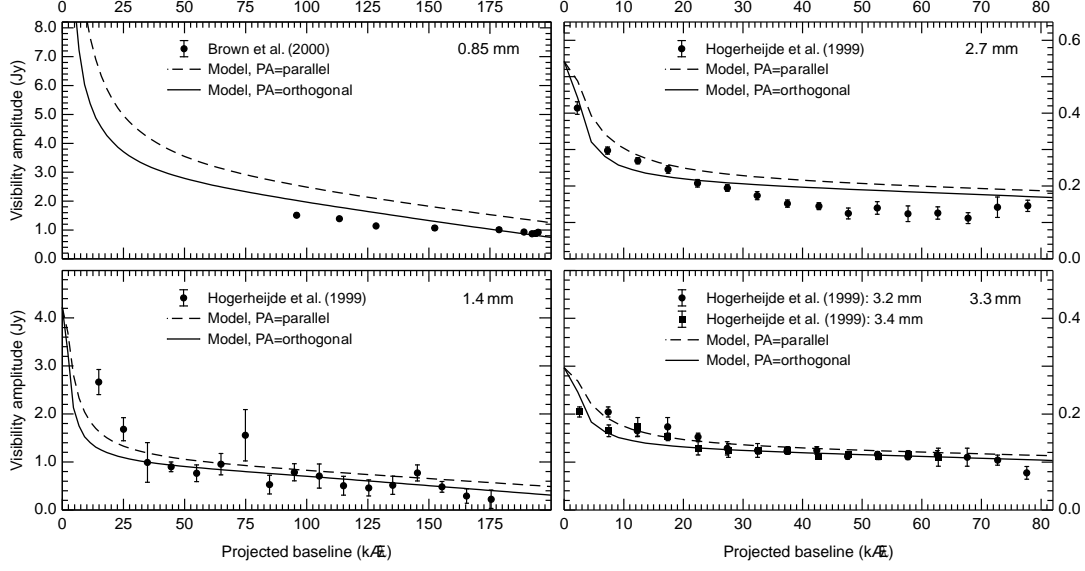 0 25 50 75 100 125 150 175
0 10 20 30 40 50 60 70 80
8.0
7.0
6.0
5.0
4.0
3.0
2.0
1.0
0.0
Visibility amplitude (Jy)
Brown et al. (2000)
0.85 mm
Model, PA=parallel
Model, PA=orthogonal
Hogerheijde et al. (1999)
2.7 mm
Model, PA=parallel
Model, PA=orthogonal
0.6
0.4
0.2
0.0
4.0
3.0
2.0
1.0
0.0
Visibility amplitude (Jy)
Hogerheijde et al. (1999)
1.4 mm
Model, PA=parallel
Model, PA=orthogonal
Hogerheijde et al. (1999): 3.2 mm
3.3 mm
Hogerheijde et al. (1999): 3.4 mm
Model, PA=parallel
Model, PA=orthogonal
0.4
0.2
0.0
0 25 50 75 100 125 150 175
0 10 20 30 40 50 60 70 80
Projected baseline (kÆ)
Projected baseline (kÆ)